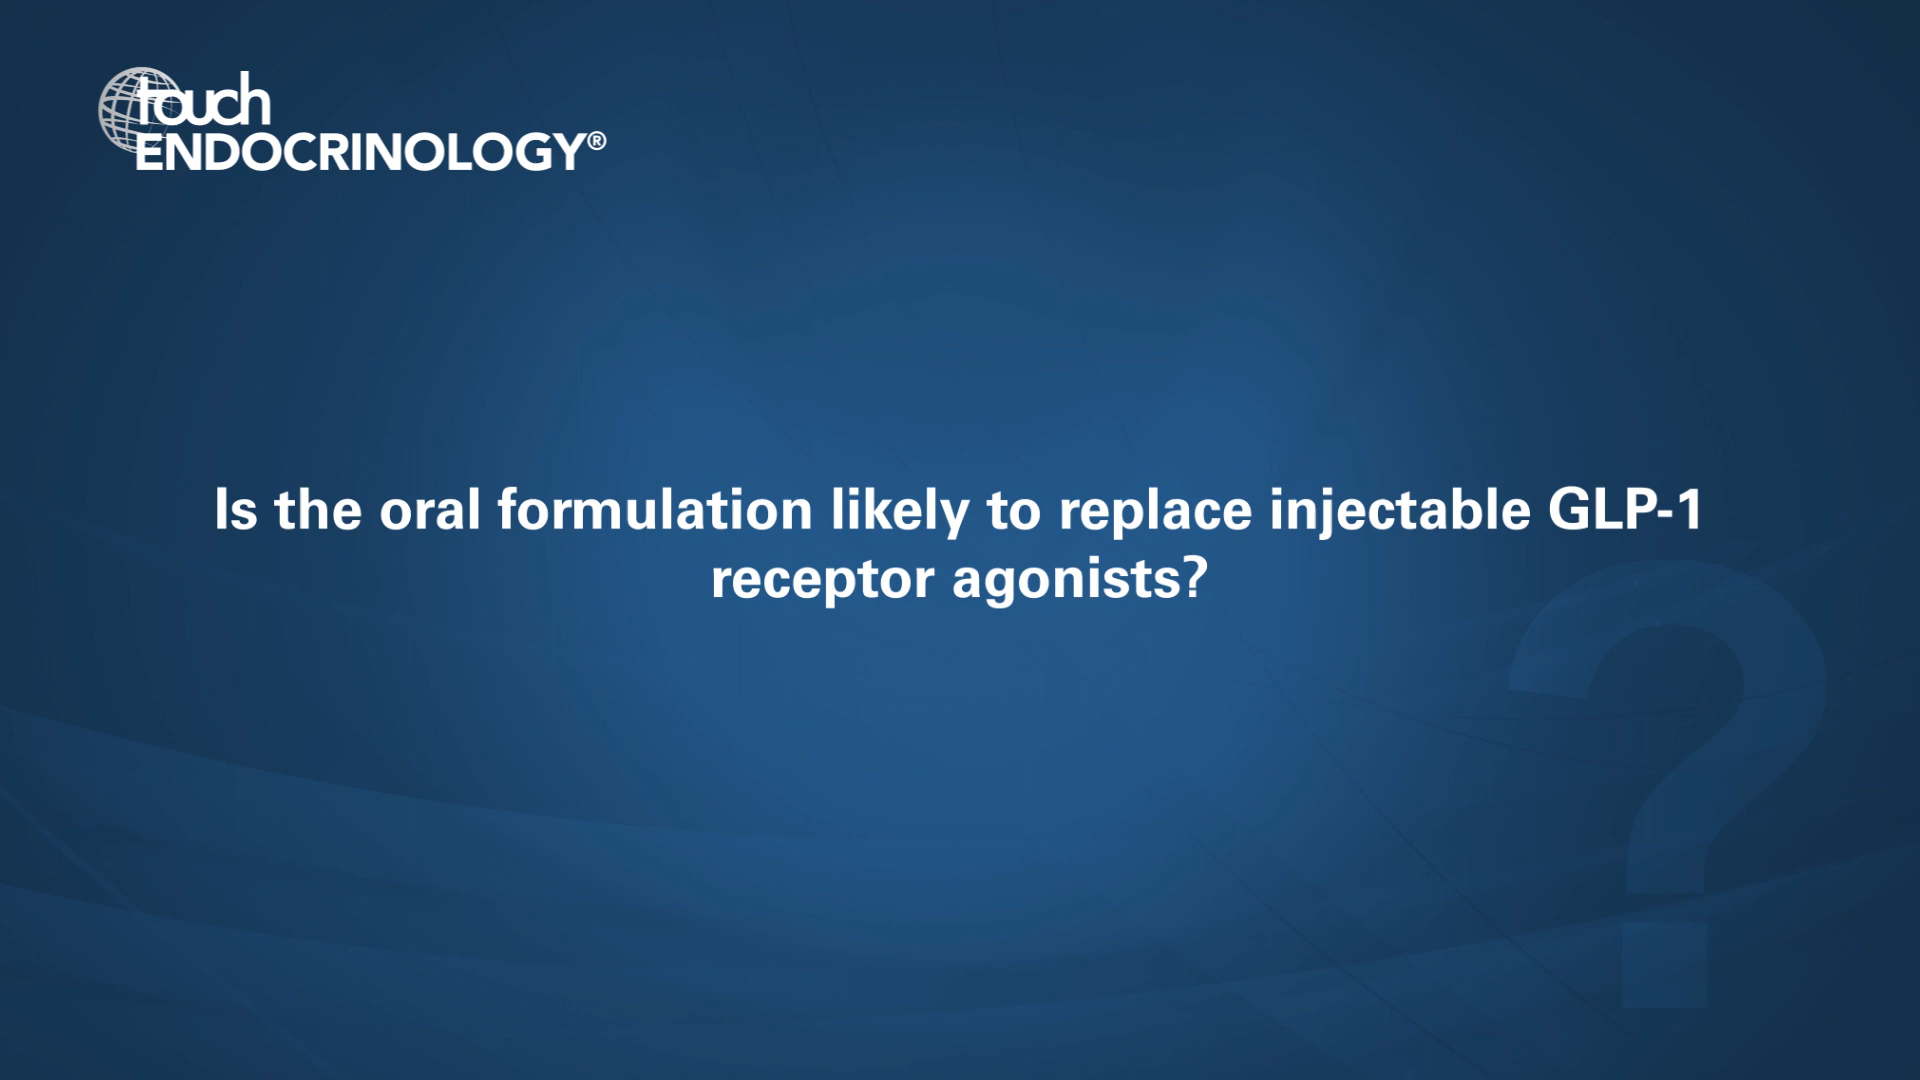 touch
ENDOCRINOLOGY®
Is the oral formulation likely to replace injectable GLP-1
receptor agonists?
?